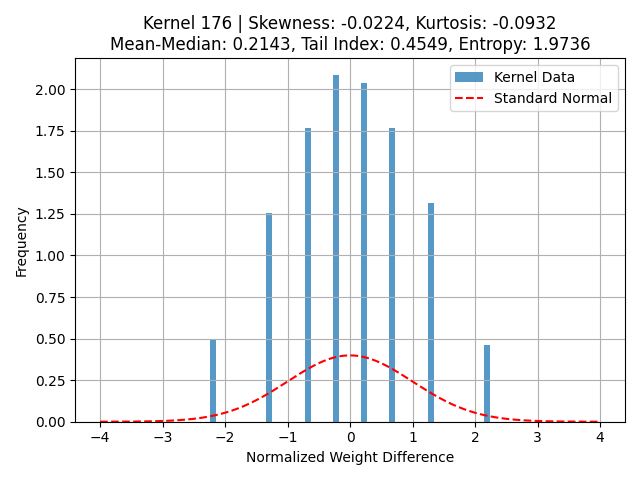 Kernel 176 | Skewness: -0.0224, Kurtosis: -0.0932
Mean-Median: 0.2143, Tail Index: 0.4549, Entropy: 1.9736
Kernel Data
Standard Normal
Frequency
2.00
1.75
1.50
1.25
1.00
0.75
0.50
0.25
0.00
−4 −3 −2 −1 0 1 2 3 4
Normalized Weight Difference